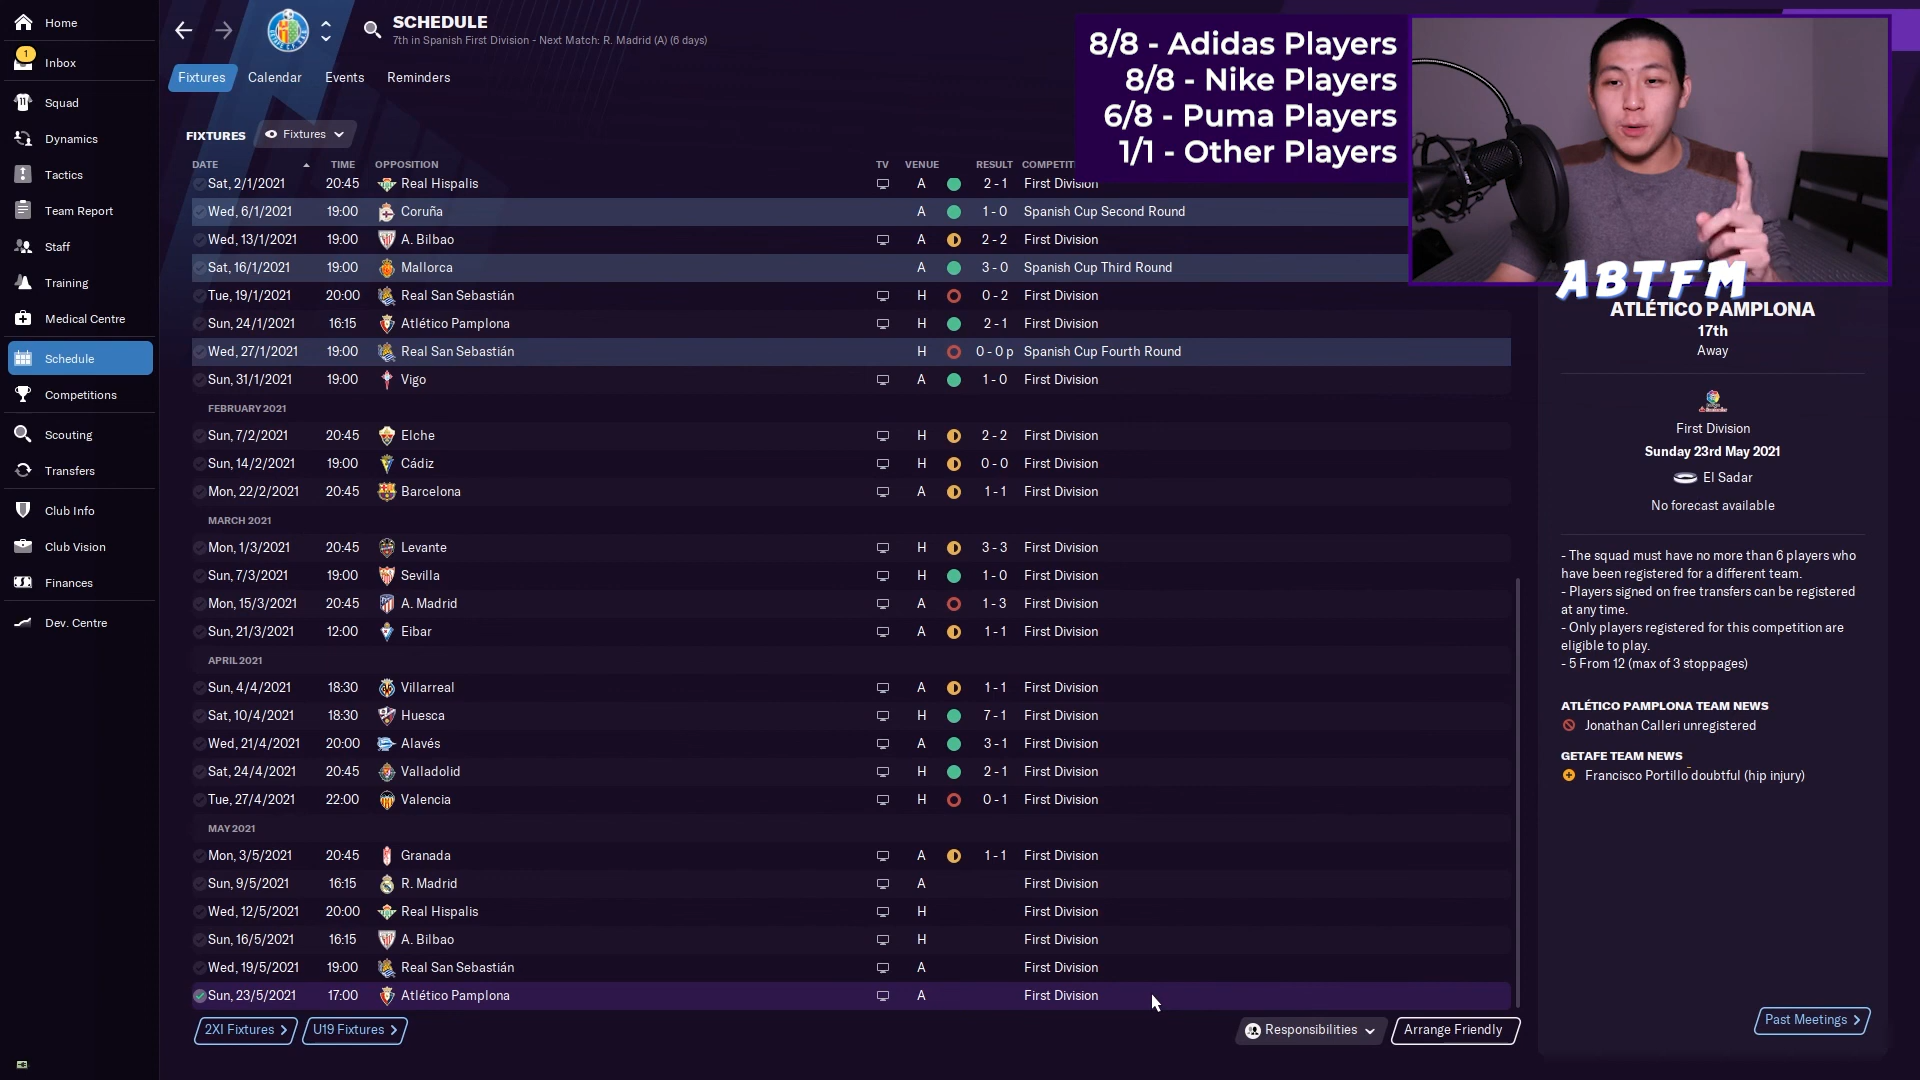 Home
1
Inbox
Squad
Dynamics
Tactics
Team Report
Staff
Training
Medical Centre
Schedule
Competitions
Scouting
Transfers
Club Info
Club Vision
Finances
Dev. Centre
SCHEDULE
7th in Spanish First Division - Next Match: R. Madrid (A) (6 days)
Fixtures Calendar Events Reminders
8/8 - Adidas Players
8/8 - Nike Players
6/8 - Puma Players
1/1 - Other Players
ABTFM
FIXTURES Fixtures
DATE TIME OPPOSITION TV VENUE RESULT COMPETIT
Sat, 2/1/2021 20:45 Real Hispalis A 2 - 1 First Division
Wed, 6/1/2021 19:00 Coruña A 1 - 0 Spanish Cup Second Round
Wed, 13/1/2021 19:00 A. Bilbao A 2 - 2 First Division
Sat, 16/1/2021 19:00 Mallorca A 3 - 0 Spanish Cup Third Round
Tue, 19/1/2021 20:00 Real San Sebastián H 0 - 2 First Division
Sun, 24/1/2021 16:15 Atlético Pamplona H 2 - 1 First Division
Wed, 27/1/2021 19:00 Real San Sebastián H 0 - 0 p Spanish Cup Fourth Round
Sun, 31/1/2021 19:00 Vigo A 1 - 0 First Division
FEBRUARY 2021
Sun, 7/2/2021 20:45 Elche H 2 - 2 First Division
Sun, 14/2/2021 19:00 Cádiz H 0 - 0 First Division
Mon, 22/2/2021 20:45 Barcelona A 1 - 1 First Division
MARCH 2021
Mon, 1/3/2021 20:45 Levante H 3 - 3 First Division
Sun, 7/3/2021 19:00 Sevilla H 1 - 0 First Division
Mon, 15/3/2021 20:45 A. Madrid A 1 - 3 First Division
Sun, 21/3/2021 12:00 Eibar A 1 - 1 First Division
APRIL 2021
Sun, 4/4/2021 18:30 Villarreal A 1 - 1 First Division
Sat, 10/4/2021 18:30 Huesca H 7 - 1 First Division
Wed, 21/4/2021 20:00 Alavés A 3 - 1 First Division
Sat, 24/4/2021 20:45 Valladolid H 2 - 1 First Division
Tue, 27/4/2021 22:00 Valencia H 0 - 1 First Division
MAY 2021
Mon, 3/5/2021 20:45 Granada A 1 - 1 First Division
Sun, 9/5/2021 16:15 R. Madrid A First Division
Wed, 12/5/2021 20:00 Real Hispalis H First Division
Sun, 16/5/2021 16:15 A. Bilbao H First Division
Wed, 19/5/2021 19:00 Real San Sebastián A First Division
Sun, 23/5/2021 17:00 Atlético Pamplona A First Division
2XI Fixtures U19 Fixtures Responsibilities Arrange Friendly
ATLÉTICO PAMPLONA
17th
Away
First Division
Sunday 23rd May 2021
El Sadar
No forecast available
- The squad must have no more than 6 players who
have been registered for a different team.
- Players signed on free transfers can be registered
at any time.
- Only players registered for this competition are
eligible to play.
- 5 From 12 (max of 3 stoppages)
ATLÉTICO PAMPLONA TEAM NEWS
Jonathan Calleri unregistered
GETAFE TEAM NEWS
Francisco Portillo doubtful (hip injury)
Past Meetings